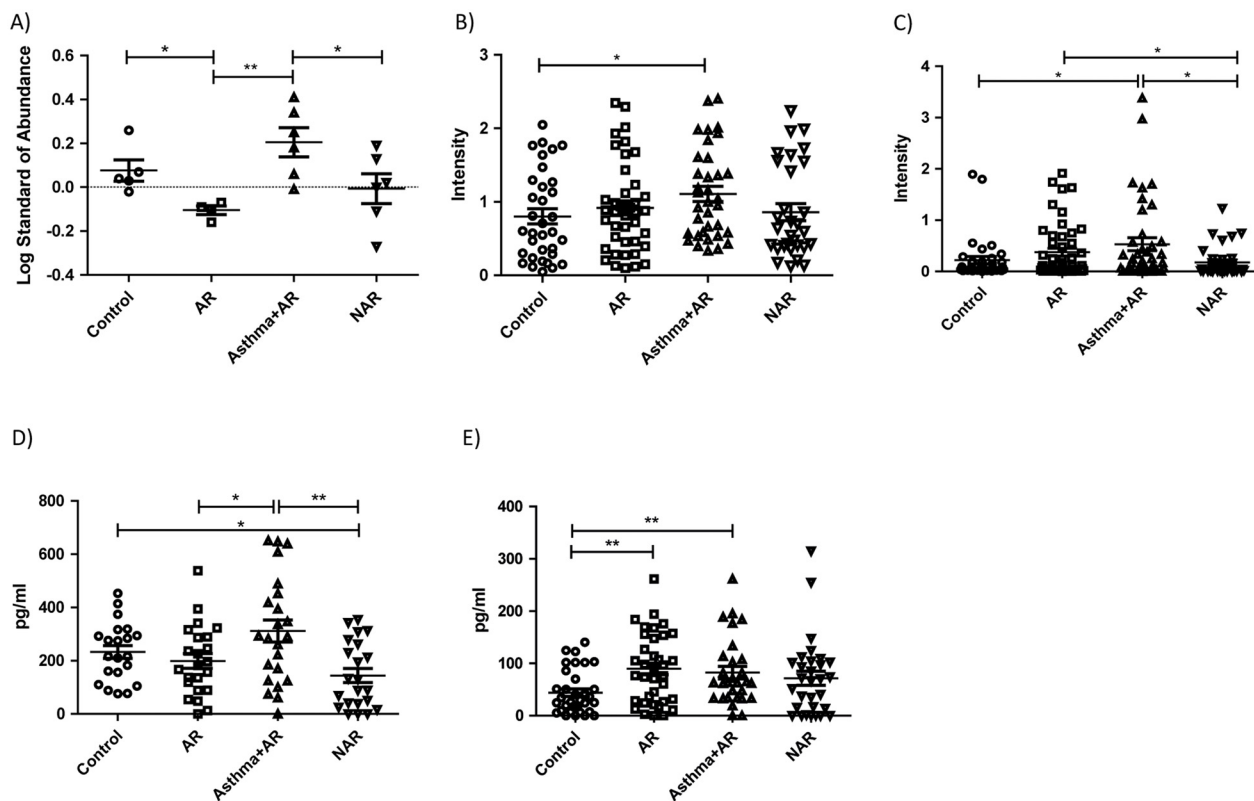 A)
Log Standard of Abundance
0.6
0.4
0.2
0.0
-0.2
-0.4
*
**
*
Control
AR
Asthma+AR
NAR
B)
Intensity
3
2
1
0
*
Control
AR
Asthma+AR
NAR
C)
Intensity
4
3
2
1
0
*
*
*
Control
AR
Asthma+AR
NAR
D)
pg/ml
800
600
400
200
0
*
**
*
Control
AR
Asthma+AR
NAR
E)
pg/ml
400
300
200
100
0
**
**
Control
AR
Asthma+AR
NAR